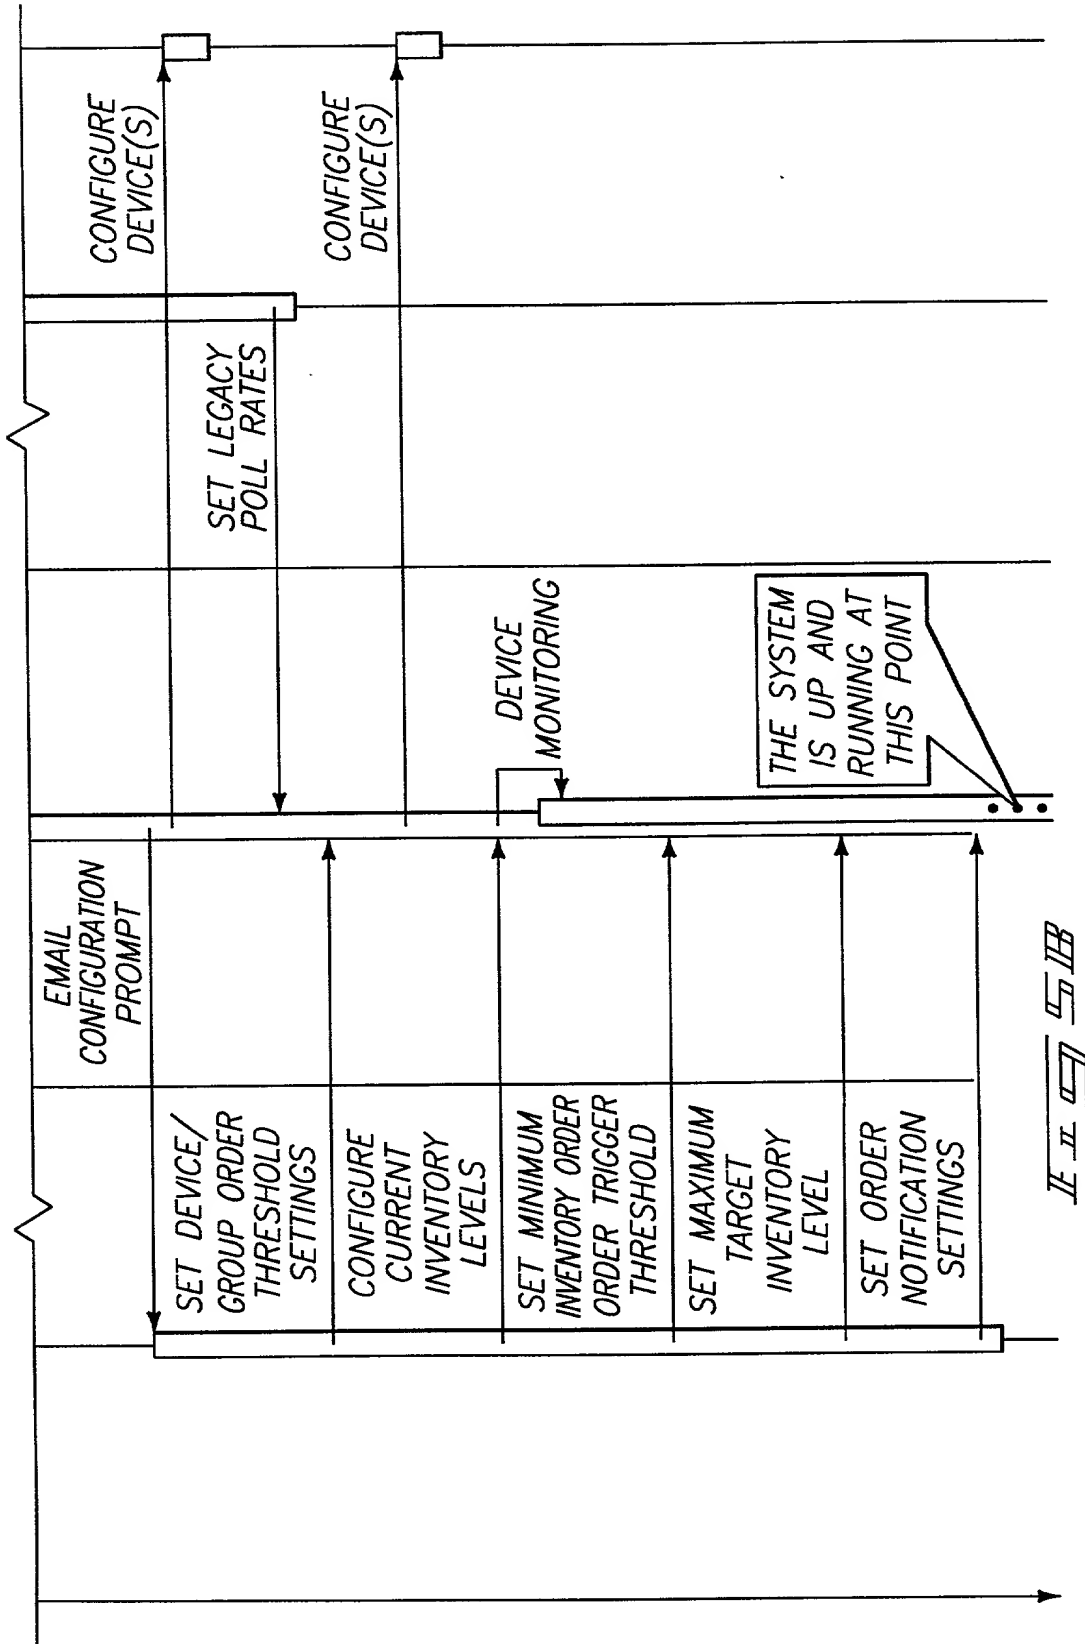 EMAIL
CONFIGURATION
PROMPT
SET DEVICE/
GROUP ORDER
THRESHOLD
SETTINGS
CONFIGURE
CURRENT
INVENTORY
LEVELS
SET MINIMUM
INVENTORY ORDER
ORDER TRIGGER
THRESHOLD
SET MAXIMUM
TARGET
INVENTORY
LEVEL
SET ORDER
NOTIFICATION
SETTINGS
CONFIGURE
DEVICE(S)
SET LEGACY
POLL RATES
CONFIGURE
DEVICE(S)
DEVICE
MONITORING
THE SYSTEM
IS UP AND
RUNNING AT
THIS POINT
FIG 5B